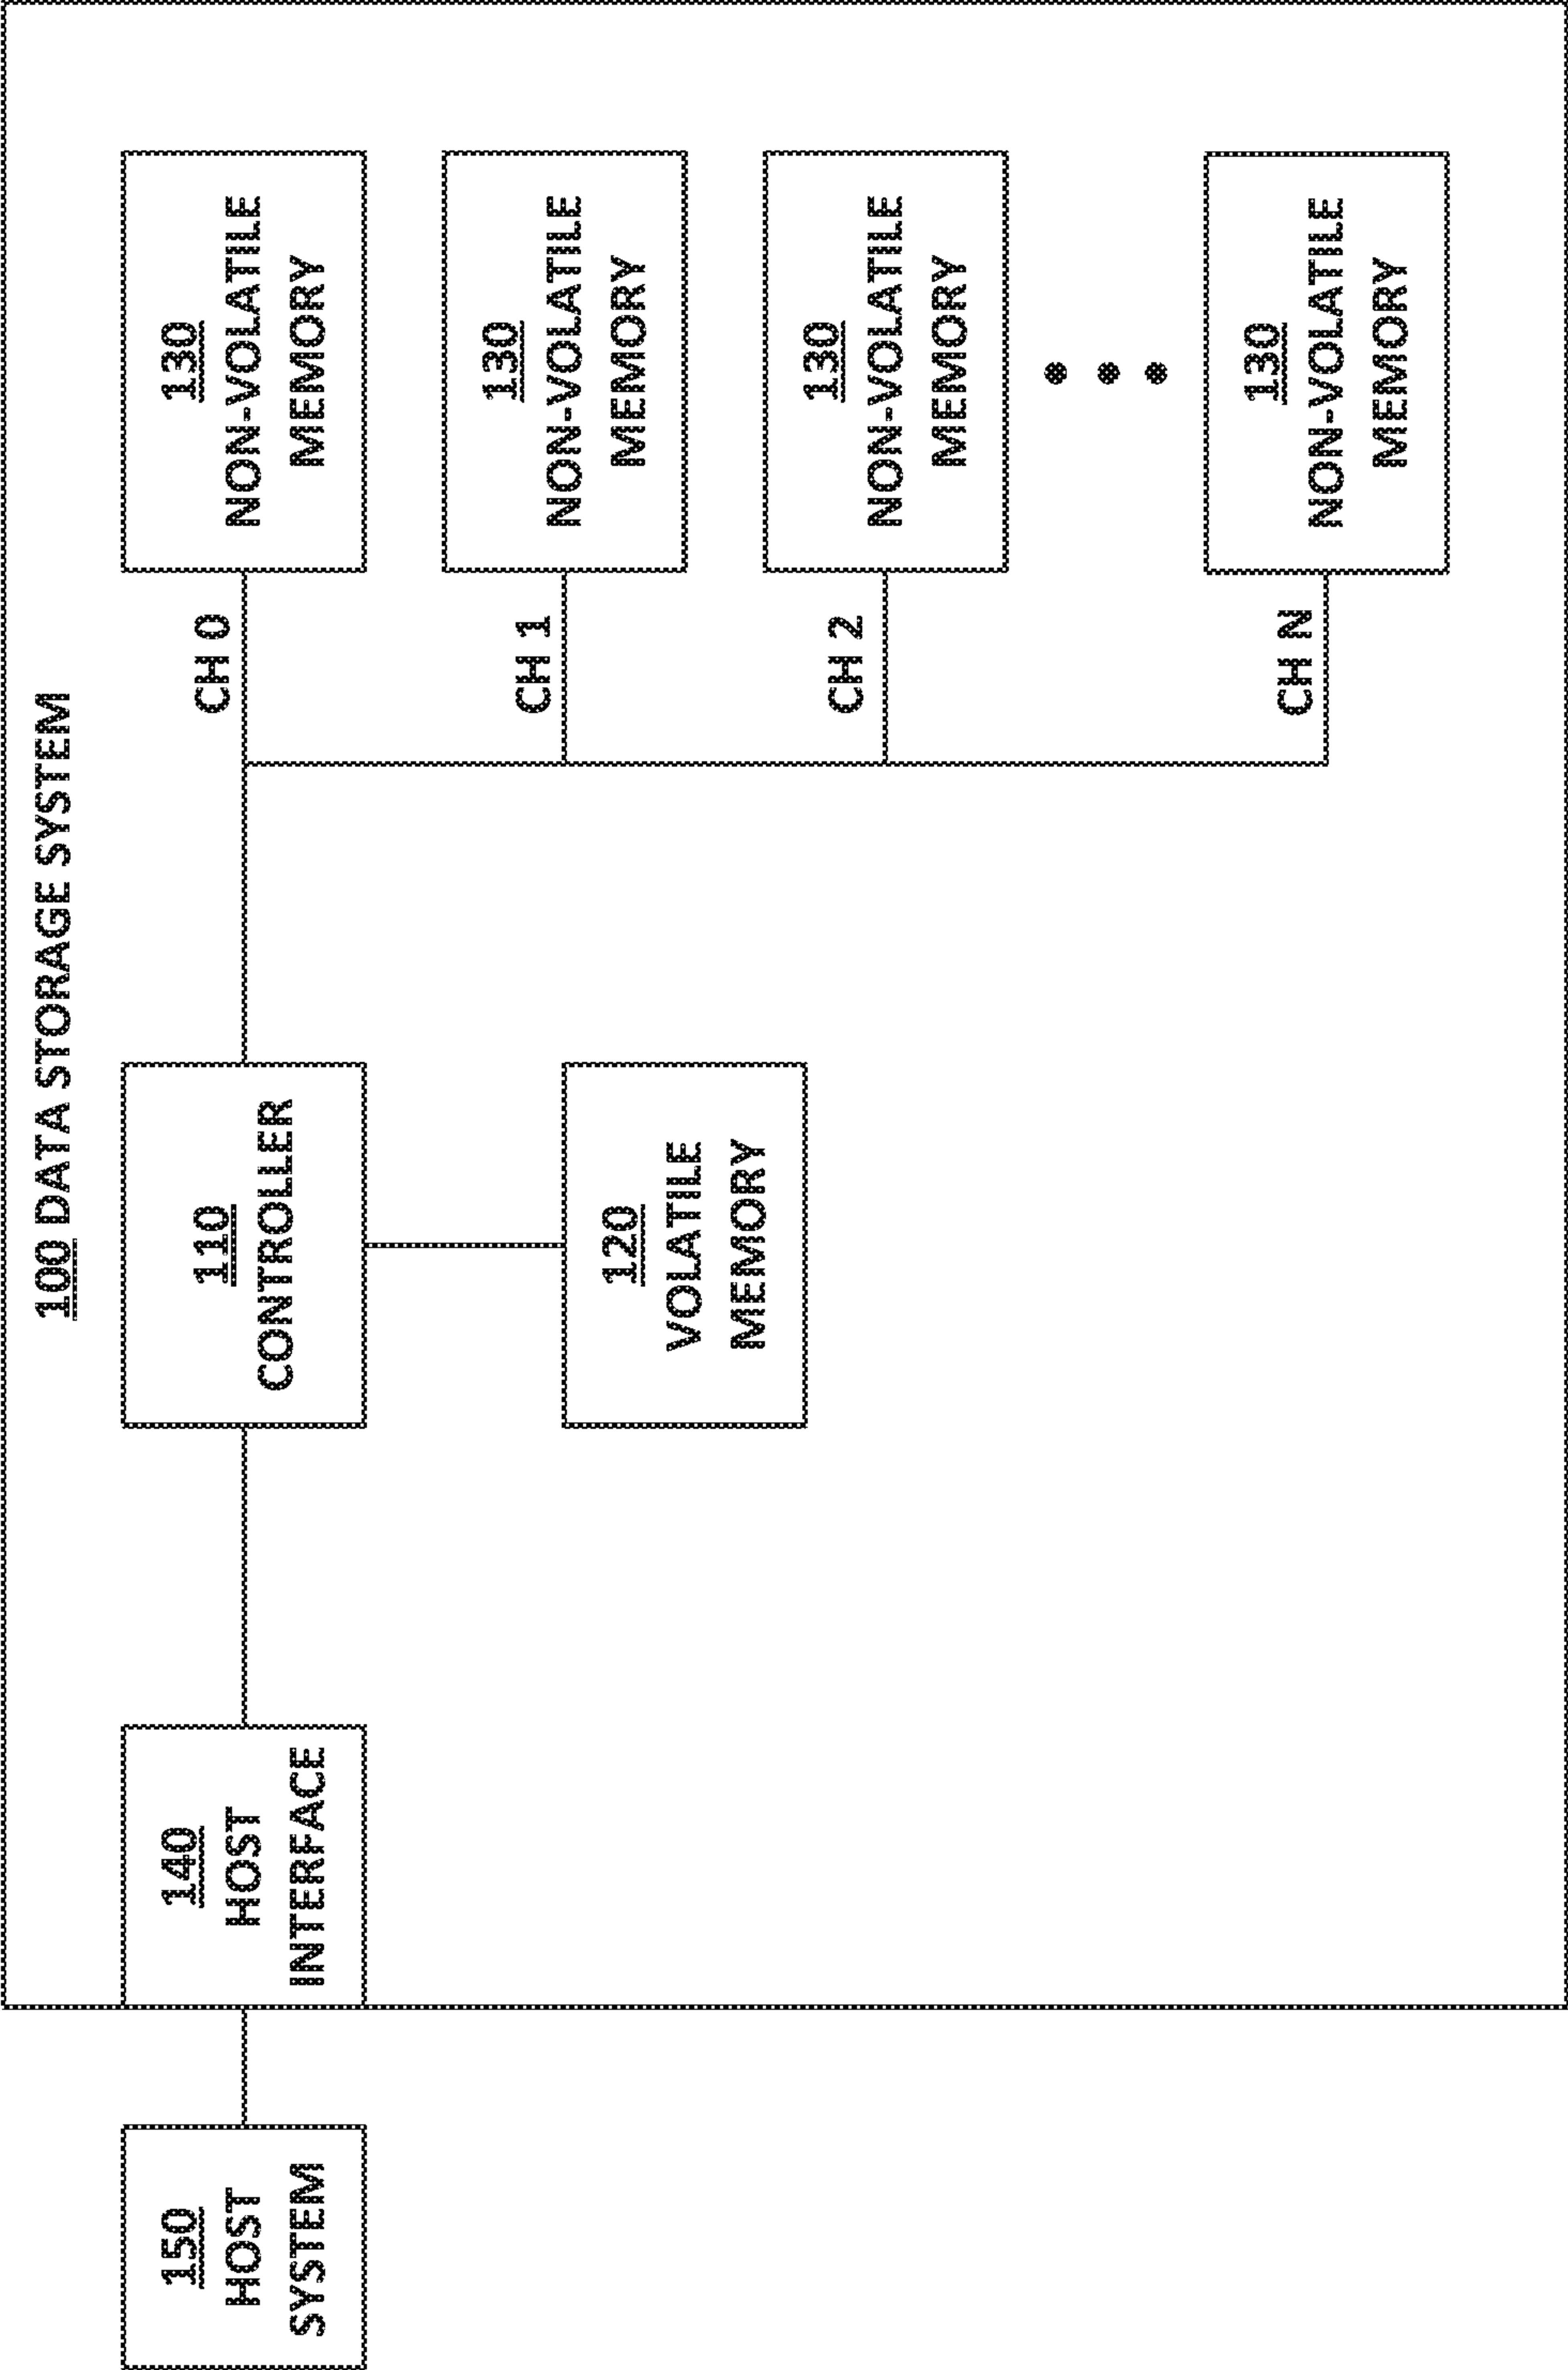 100 DATA STORAGE SYSTEM
150
HOST
SYSTEM
140
HOST
INTERFACE
110
CONTROLLER
120
VOLATILE
MEMORY
CH 0
130
NON-VOLATILE
MEMORY
CH 1
130
NON-VOLATILE
MEMORY
CH 2
130
NON-VOLATILE
MEMORY
CH N
130
NON-VOLATILE
MEMORY